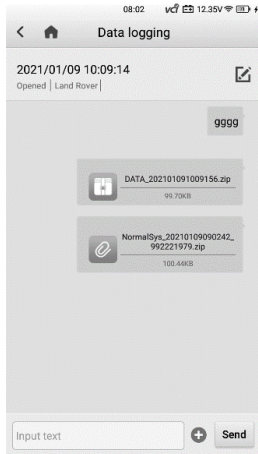 08:02 vci 12.35V
Data logging
2021/01/09 10:09:14
Opened | Land Rover |
gggg
DATA_202101091009156.zip
99.70KB
NormalSys_20210109090242_
992221979.zip
100.44KB
Input text
Send